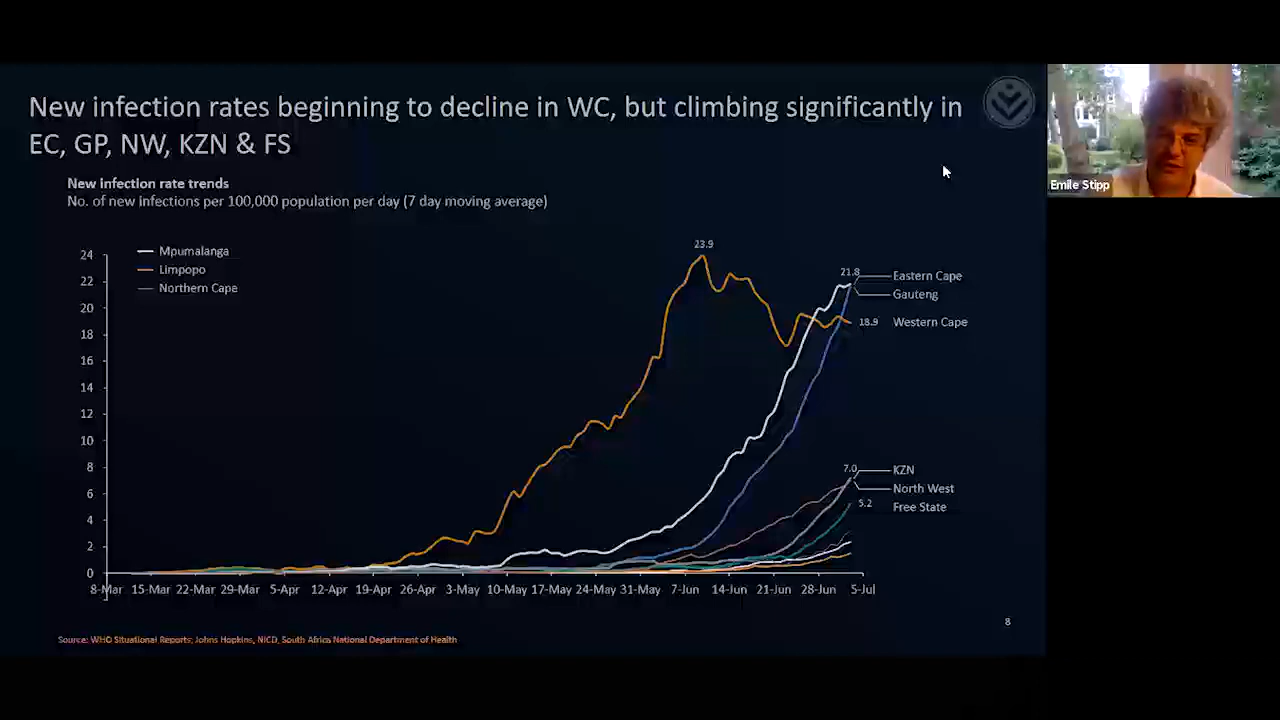 New infection rates beginning to decline in WC, but climbing significantly in
EC, GP, NW, KZN & FS
New infection rate trends
No. of new infections per 100,000 population per day (7 day moving average)
Emile Stipp
Mpumalanga
Limpopo
Northern Cape
24
22
20
18
16
14
12
10
8
6
4
2
0
23.9
21.8
Eastern Cape
Gauteng
18.9 Western Cape
7.0
KZN
North West
5.2 Free State
8-Mar 15-Mar 22-Mar 29-Mar 5-Apr 12-Apr 19-Apr 26-Apr 3-May 10-May 17-May 24-May 31-May 7-Jun 14-Jun 21-Jun 28-Jun 5-Jul
8
Source: WHO Situational Reports; Johns Hopkins, NICD, South Africa National Department of Health